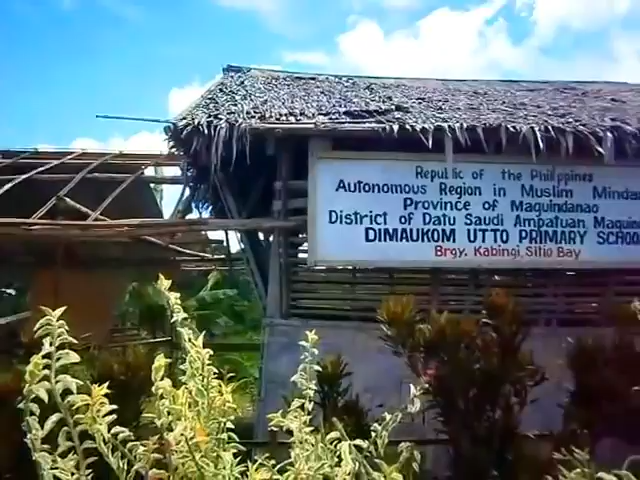 Republic of the Philippines
Autonomous Region in Muslim
Province of Maguindanao
District of Datu Saudi Ampatuan
DIMAUKOM UTTO PRIMARY
Brgy. Kabingi, Sitio Bay